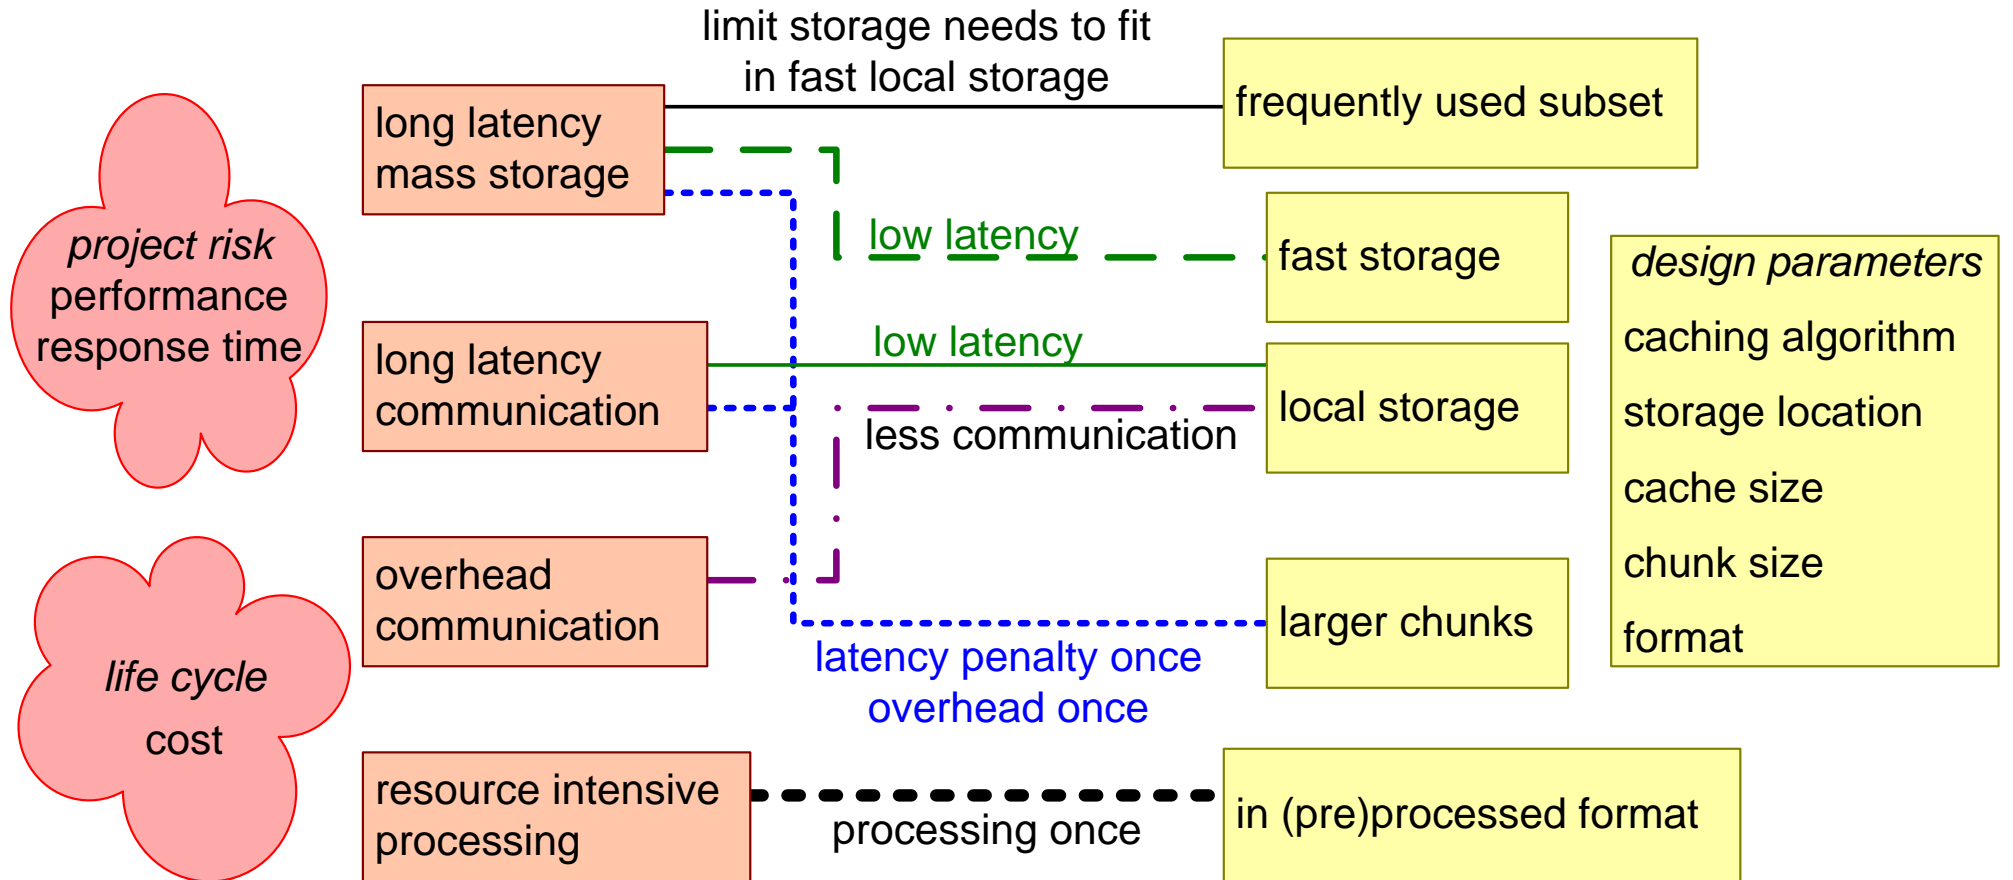 limit storage needs to fit
in fast local storage
project risk
performance
response time
life cycle
cost
long latency
mass storage
long latency
communication
overhead
communication
resource intensive
processing
low latency
low latency
less communication
latency penalty once
overhead once
processing once
frequently used subset
fast storage
local storage
larger chunks
in (pre)processed format
design parameters
caching algorithm
storage location
cache size
chunk size
format